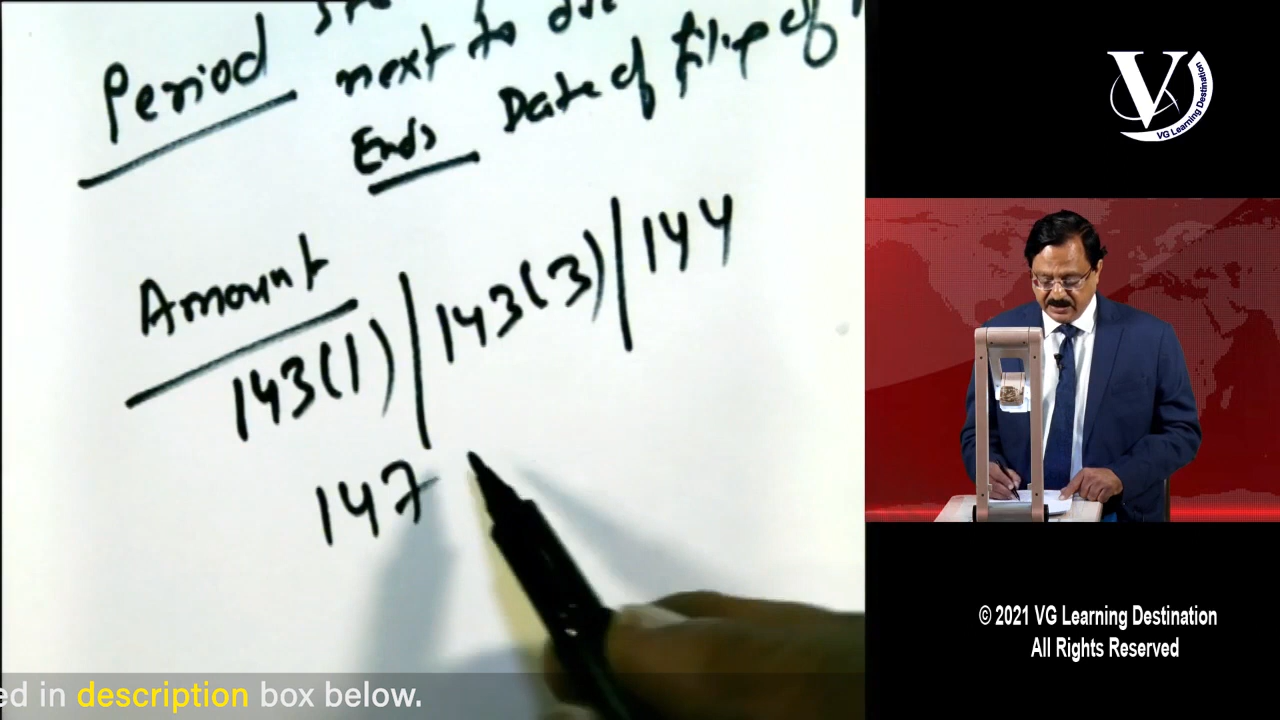 Period
next to due
Ends Date of filing of
Amount
143(1) | 143(3) | 144
147
ed in description box below.
V
VG Learning Destination
© 2021 VG Learning Destination
All Rights Reserved